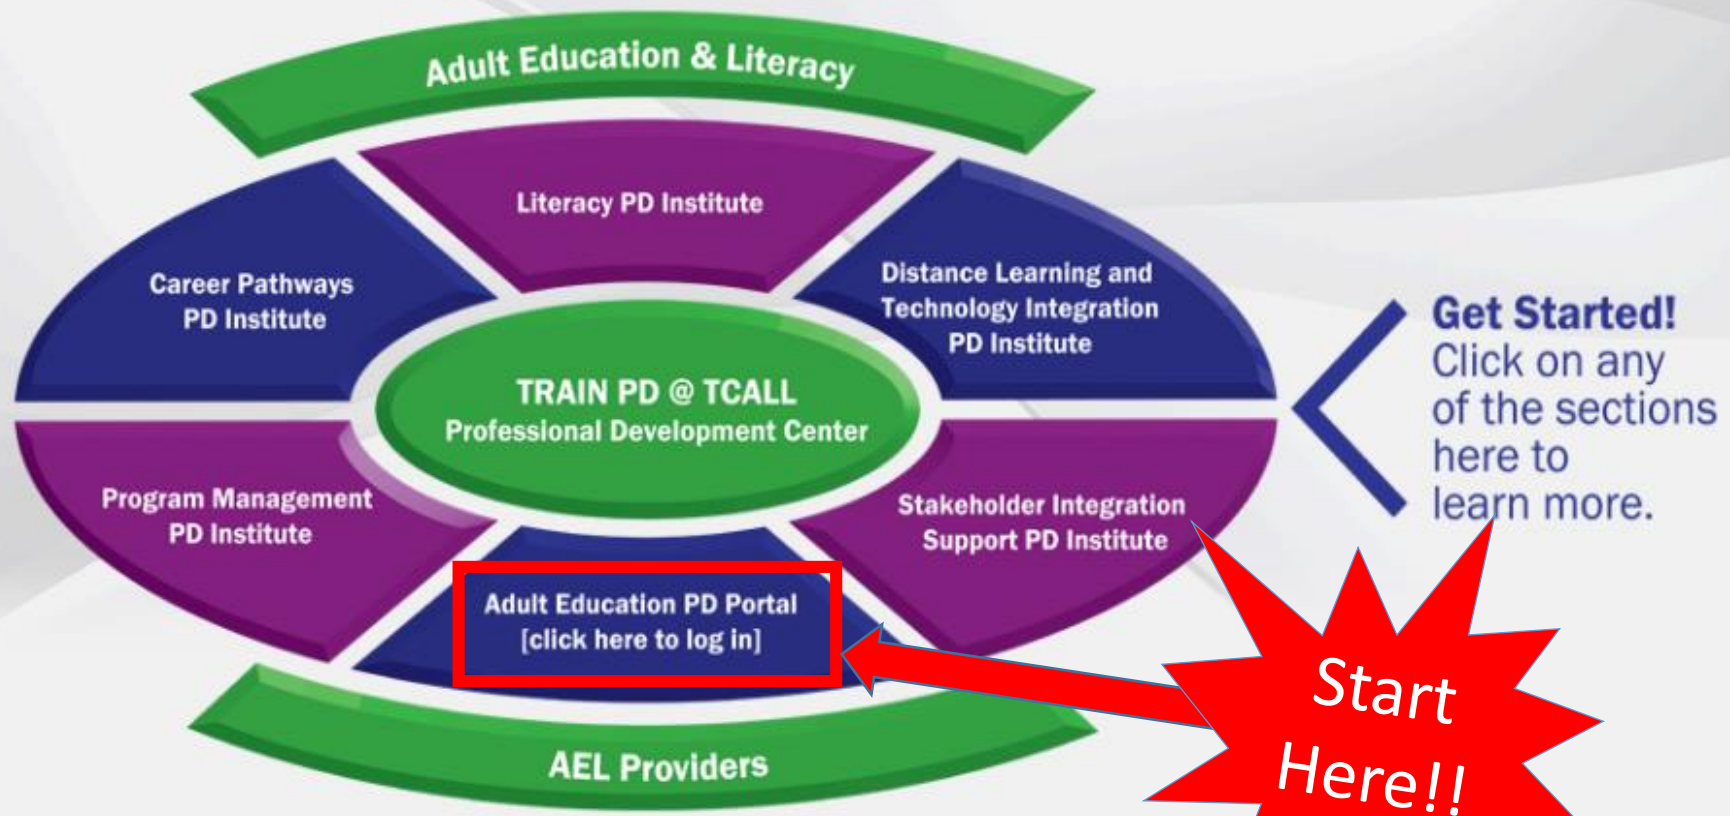 Adult Education & Literacy
Literacy PD Institute
Career Pathways
PD Institute
Distance Learning and
Technology Integration
PD Institute
TRAIN PD @ TCALL
Professional Development Center
Get Started!
Click on any
of the sections
here to
learn more.
Program Management
PD Institute
Stakeholder Integration
Support PD Institute
Adult Education PD Portal
[click here to log in]
Start
Here!!
AEL Providers